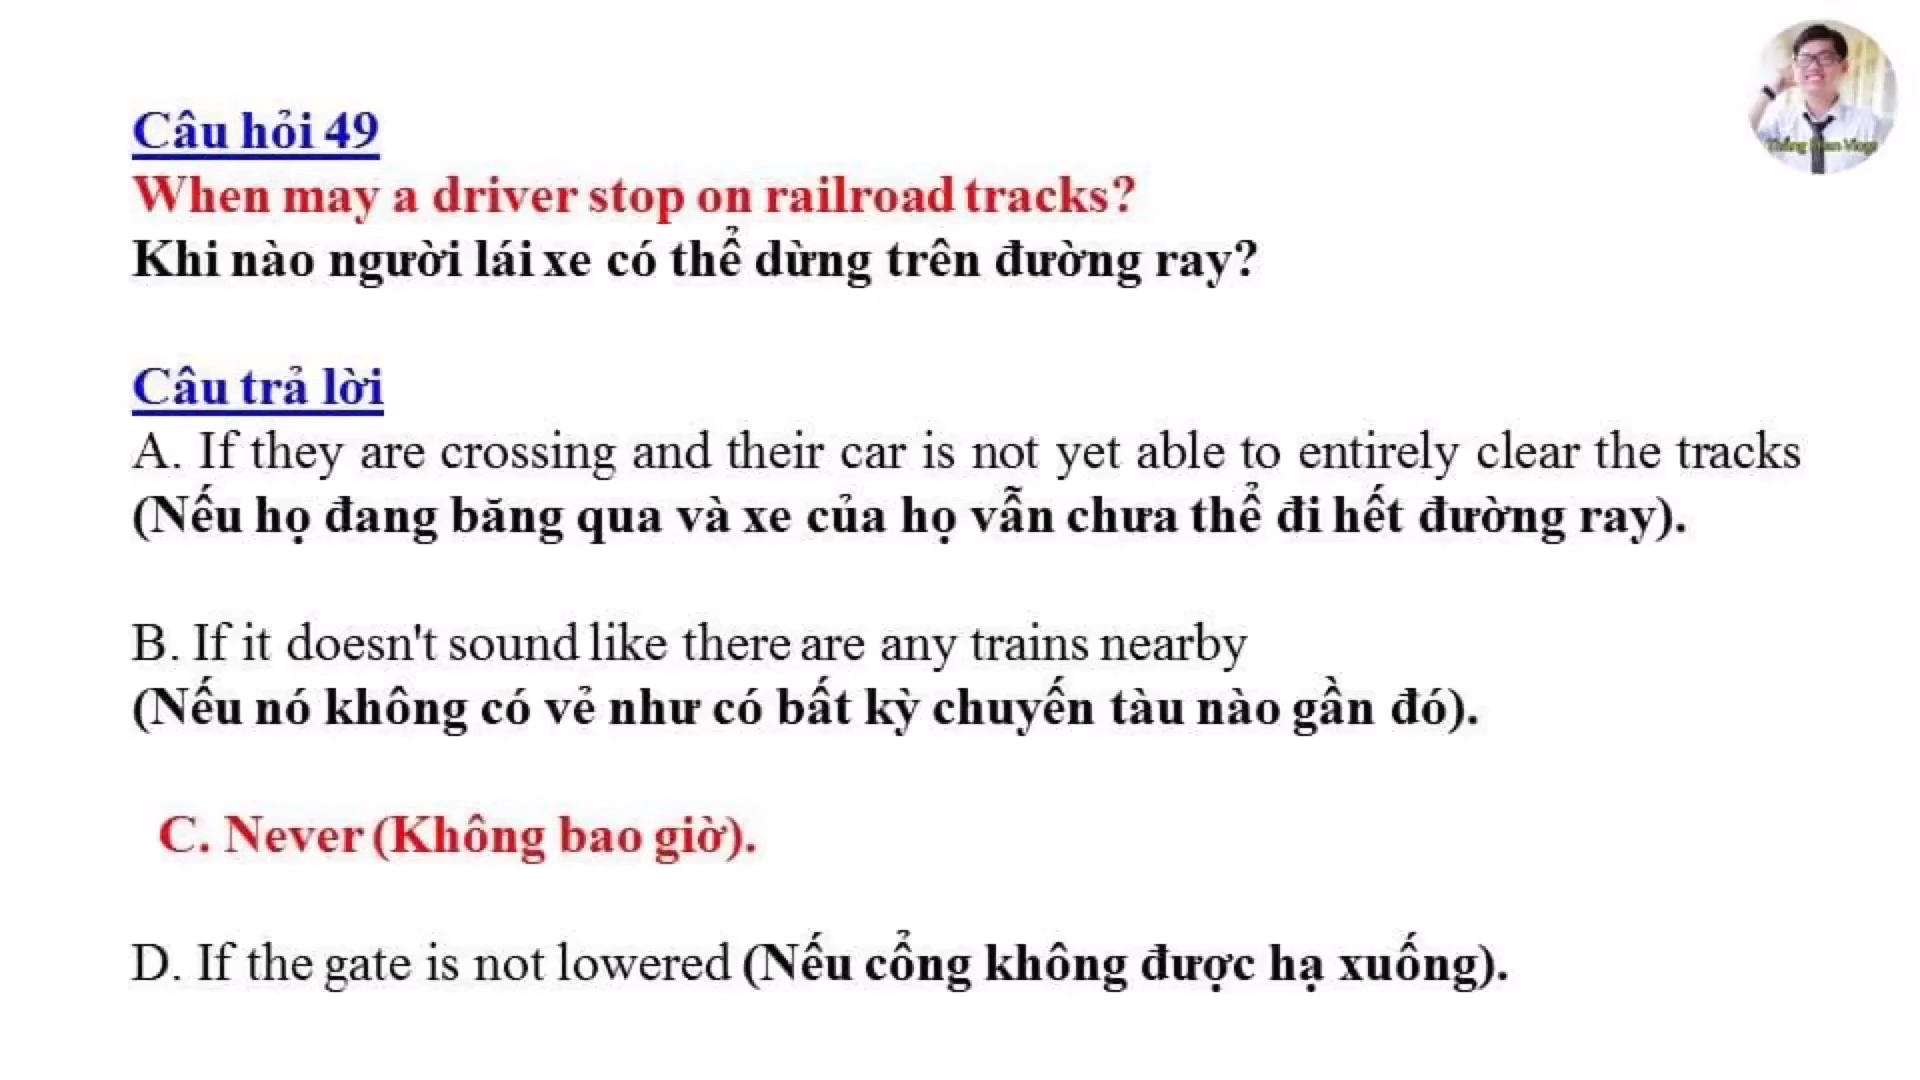 Câu hỏi 49
When may a driver stop on railroad tracks?
Khi nào người lái xe có thể dừng trên đường ray?
Câu trả lời
A. If they are crossing and their car is not yet able to entirely clear the tracks
(Nếu họ đang băng qua và xe của họ vẫn chưa thể đi hết đường ray).
B. If it doesn't sound like there are any trains nearby
(Nếu nó không có vẻ như có bất kỳ chuyến tàu nào gần đó).
C. Never (Không bao giờ).
D. If the gate is not lowered (Nếu cổng không được hạ xuống).